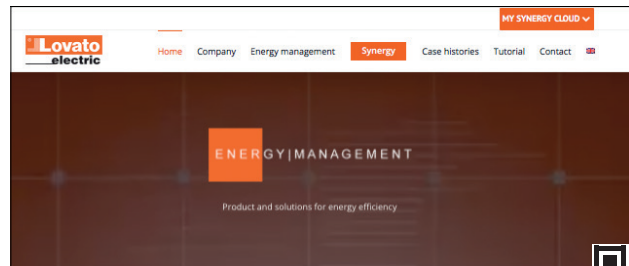 MY SYNERGY CLOUD
Lovato
electric
Home Company Energy management Synergy Case histories Tutorial Contact
ENERGY|MANAGEMENT
Product and solutions for energy efficiency